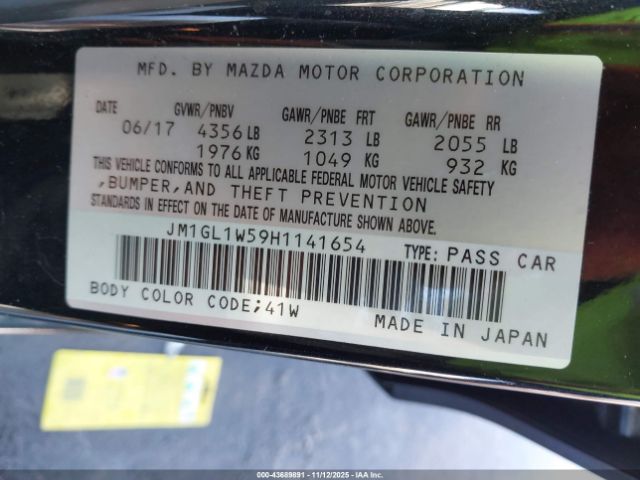 MFD. BY MAZDA MOTOR CORPORATION
DATE GVWR/PNBV GAWR/PNBE FRT GAWR/PNBE RR
06/17 4356 LB 2313 LB 2055 LB
1976 KG 1049 KG 932 KG
THIS VEHICLE CONFORMS TO ALL APPLICABLE FEDERAL MOTOR VEHICLE SAFETY
,BUMPER,AND THEFT PREVENTION
STANDARDS IN EFFECT ON THE DATE OF MANUFACTURE SHOWN ABOVE.
JM1GL1W59H1141654 TYPE: PASS CAR
BODY COLOR CODE;41W
MADE IN JAPAN
000-43689891 - 11/12/2025 - IAAI.COM